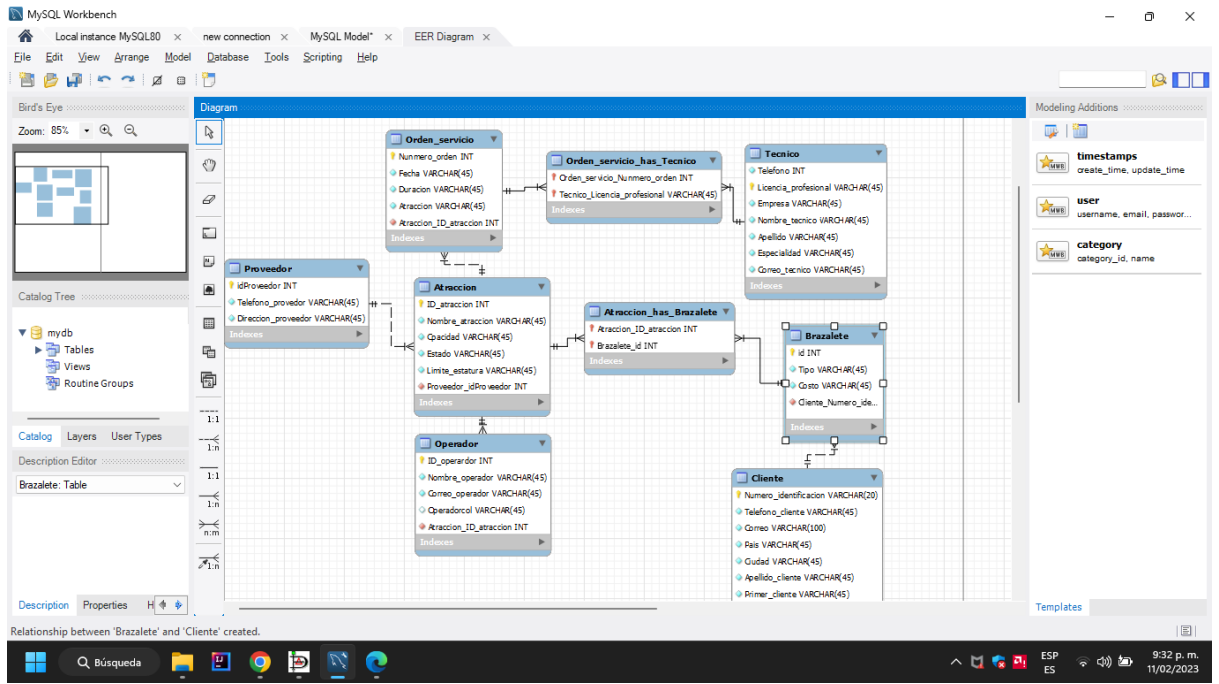 MySQL Workbench
Local instance MySQL80 × new connection × MySQL Model* × EER Diagram ×
File Edit View Arrange Model Database Tools Scripting Help
Bird's Eye
Zoom: 85%
Diagram
Orden_servicio
Nunmero_orden INT
Fecha VARCHAR(45)
Duracion VARCHAR(45)
Atraccion VARCHAR(45)
Atraccion_ID_atraccion INT
Indexes
Orden_servicio_has_Tecnico
Orden_servicio_Nunmero_orden INT
Tecnico_Licencia_profesional VARCHAR(45)
Indexes
Tecnico
Telefono INT
Licencia_profesional VARCHAR(45)
Empresa VARCHAR(45)
Nombre_tecnico VARCHAR(45)
Apellido VARCHAR(45)
Especialidad VARCHAR(45)
Correo_tecnico VARCHAR(45)
Indexes
Proveedor
idProveedor INT
Telefono_provedor VARCHAR(45)
Direccion_proveedor VARCHAR(45)
Indexes
Atraccion
ID_atraccion INT
Nombre_atraccion VARCHAR(45)
Cpacidad VARCHAR(45)
Estado VARCHAR(45)
Limite_estatura VARCHAR(45)
Proveedor_idProveedor INT
Indexes
Atraccion_has_Brazalete
Atraccion_ID_atraccion INT
Brazalete_id INT
Indexes
Brazalete
id INT
Tipo VARCHAR(45)
Costo VARCHAR(45)
Cliente_Numero_ide...
Indexes
Operador
ID_operardor INT
Nombre_operador VARCHAR(45)
Correo_operador VARCHAR(45)
Operadorcol VARCHAR(45)
Atraccion_ID_atraccion INT
Indexes
Cliente
Numero_identificacion VARCHAR(20)
Telefono_cliente VARCHAR(45)
Correo VARCHAR(100)
Pais VARCHAR(45)
Ciudad VARCHAR(45)
Apellido_cliente VARCHAR(45)
Primer_cliente VARCHAR(45)
1:1
1:n
1:1
1:n
n:m
1:n
Catalog Tree
mydb
Tables
Views
Routine Groups
Catalog Layers User Types
Description Editor
Brazalete: Table
Description Properties H
Modeling Additions
timestamps
create_time, update_time
user
username, email, passwor...
category
category_id, name
Templates
Relationship between 'Brazalete' and 'Cliente' created.
Búsqueda
ESP
ES
9:32 p. m.
11/02/2023